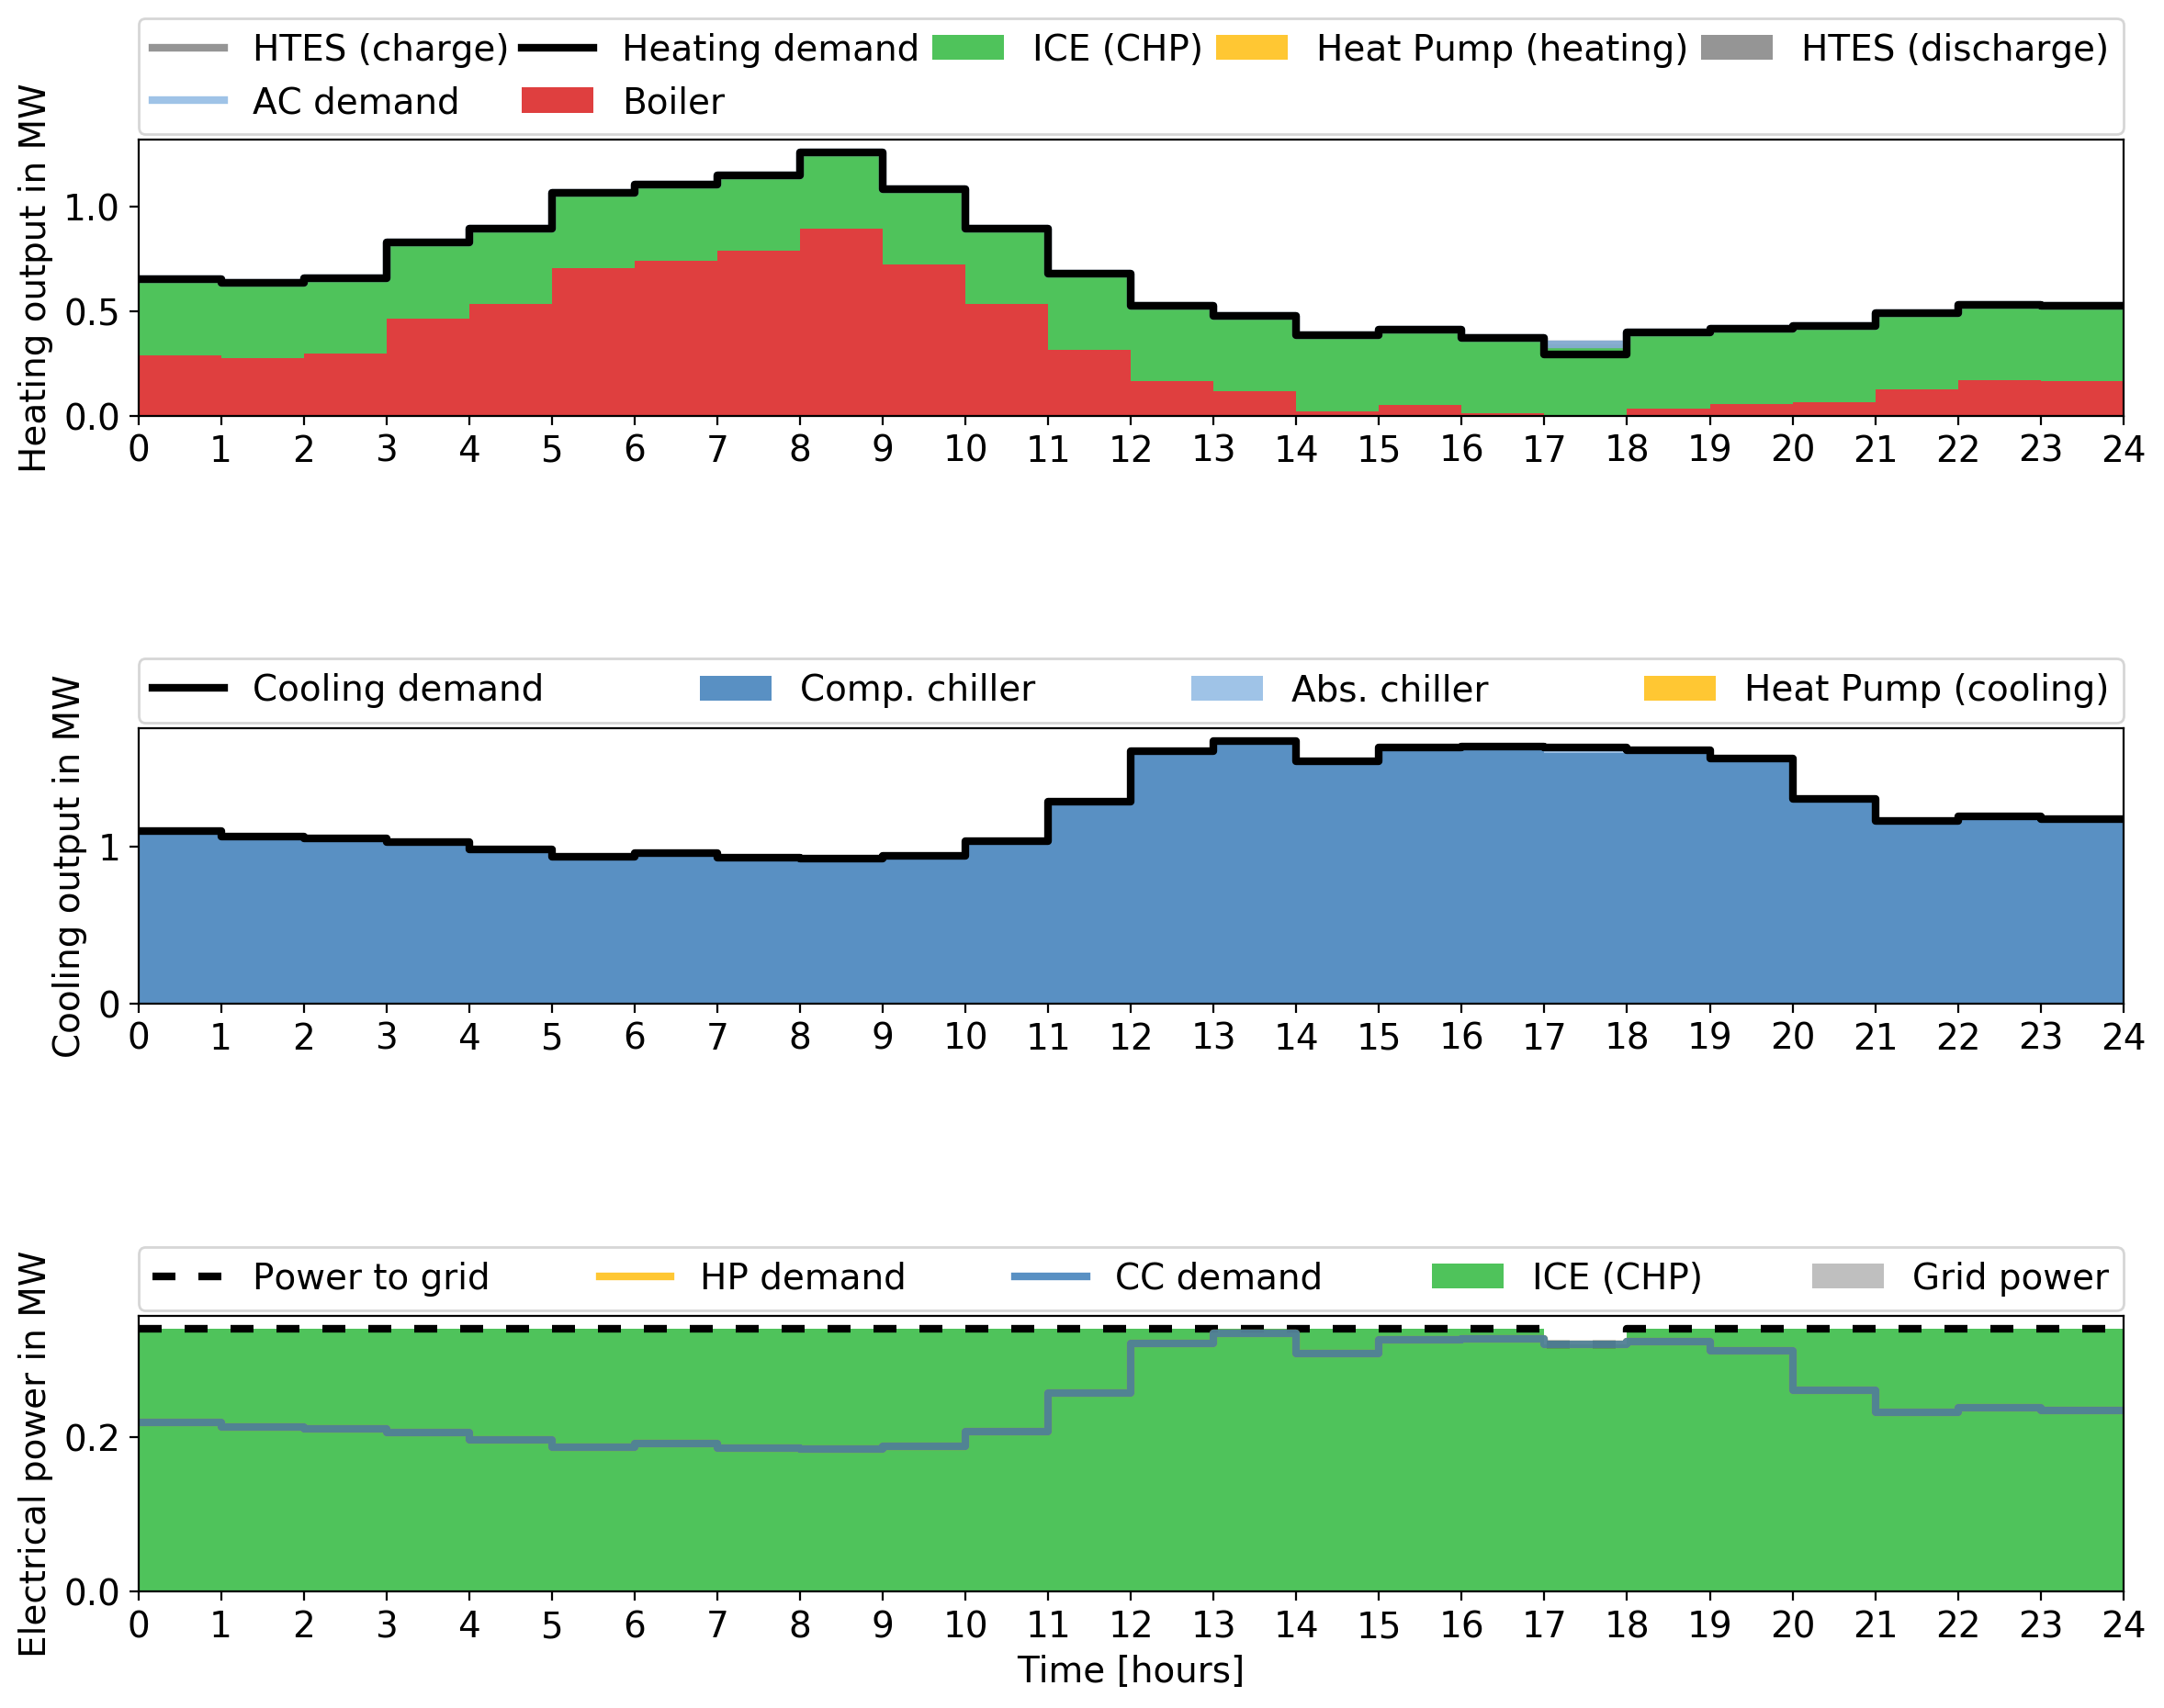 HTES (charge) Heating demand ICE (CHP) Heat Pump (heating) HTES (discharge)
AC demand Boiler
Heating output in MW
1.0
0.5
0.0
0 1 2 3 4 5 6 7 8 9 10 11 12 13 14 15 16 17 18 19 20 21 22 23 24
Cooling demand Comp. chiller Abs. chiller Heat Pump (cooling)
Cooling output in MW
1
0
0 1 2 3 4 5 6 7 8 9 10 11 12 13 14 15 16 17 18 19 20 21 22 23 24
Power to grid HP demand CC demand ICE (CHP) Grid power
Electrical power in MW
0.2
0.0
0 1 2 3 4 5 6 7 8 9 10 11 12 13 14 15 16 17 18 19 20 21 22 23 24
Time [hours]